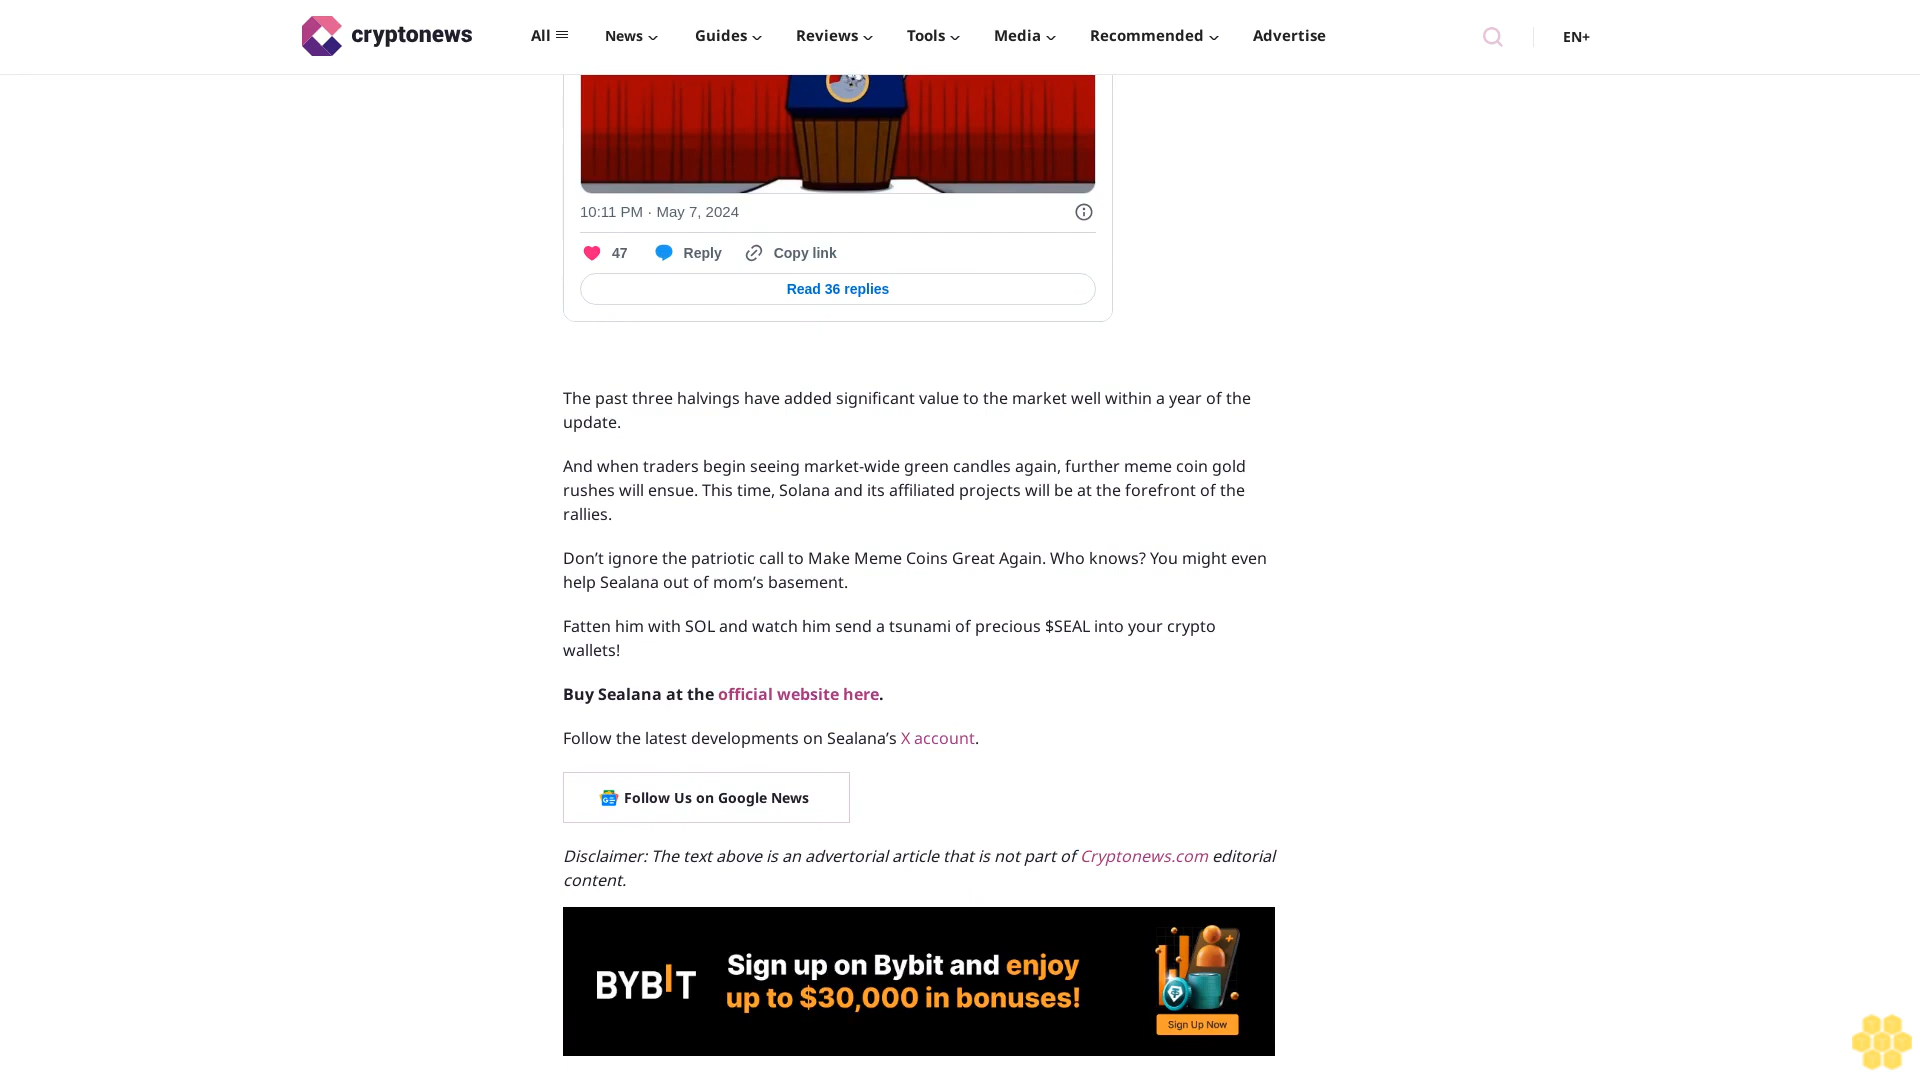 cryptonews
All
News
Guides
Reviews
Tools
Media
Recommended
Advertise
EN+
10:11 PM · May 7, 2024
47
Reply
Copy link
Read 36 replies
The past three halvings have added significant value to the market well within a year of the
update.
And when traders begin seeing market-wide green candles again, further meme coin gold
rushes will ensue. This time, Solana and its affiliated projects will be at the forefront of the
rallies.
Don’t ignore the patriotic call to Make Meme Coins Great Again. Who knows? You might even
help Sealana out of mom’s basement.
Fatten him with SOL and watch him send a tsunami of precious $SEAL into your crypto
wallets!
Buy Sealana at the official website here.
Follow the latest developments on Sealana’s X account.
Follow Us on Google News
Disclaimer: The text above is an advertorial article that is not part of Cryptonews.com editorial
content.
BYBIT
Sign up on Bybit and enjoy
up to $30,000 in bonuses!
Sign Up Now